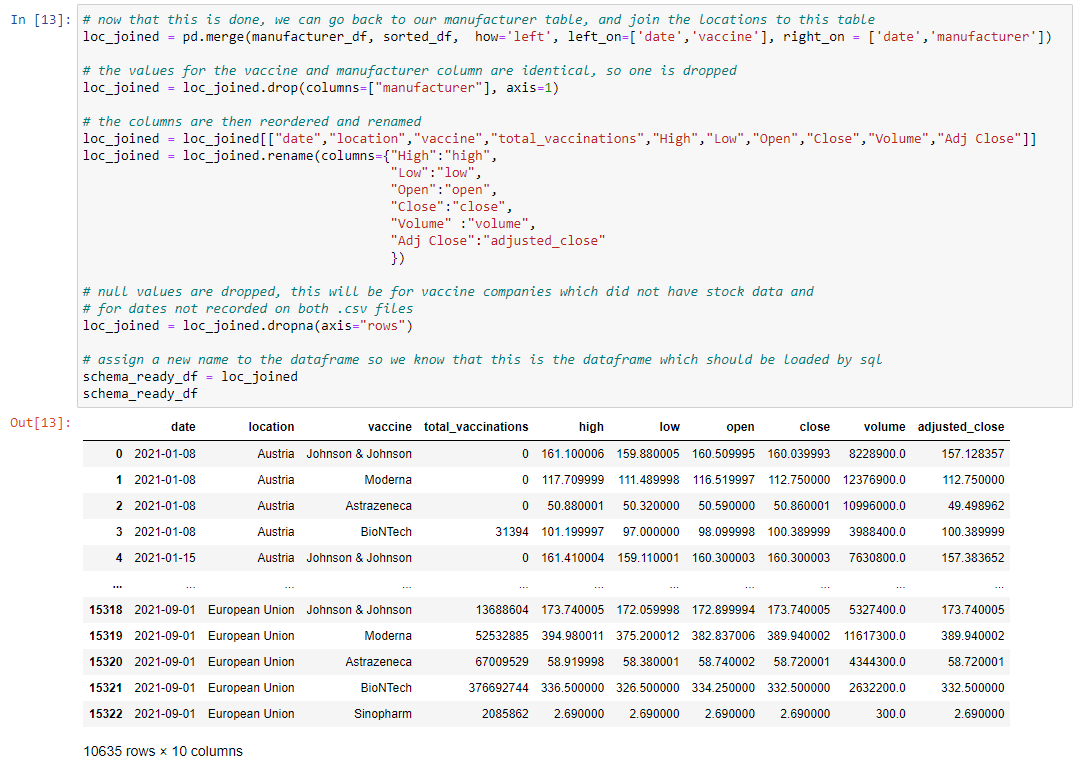 In [13]: # now that this is done, we can go back to our manufacturer table, and join the locations to this table
loc_joined = pd.merge(manufacturer_df, sorted_df,  how='left', left_on=['date','vaccine'], right_on = ['date','manufacturer'])
# the values for the vaccine and manufacturer column are identical, so one is dropped
loc_joined = loc_joined.drop(columns=["manufacturer"], axis=1)
# the columns are then reordered and renamed
loc_joined = loc_joined[["date","location","vaccine","total_vaccinations","High","Low","Open","Close","Volume","Adj Close"]]
loc_joined = loc_joined.rename(columns={"High":"high",
"Low":"low",
"Open":"open",
"Close":"close",
"Volume" :"volume",
"Adj Close":"adjusted_close"
})
# null values are dropped, this will be for vaccine companies which did not have stock data and
# for dates not recorded on both .csv files
loc_joined = loc_joined.dropna(axis="rows")
# assign a new name to the dataframe so we know that this is the dataframe which should be loaded by sql
schema_ready_df = loc_joined
schema_ready_df
Out[13]:
date location vaccine total_vaccinations high low open close volume adjusted_close
0 2021-01-08 Austria Johnson & Johnson 0 161.100006 159.880005 160.509995 160.039993 8228900.0 157.128357
1 2021-01-08 Austria Moderna 0 117.709999 111.489998 116.519997 112.750000 12376900.0 112.750000
2 2021-01-08 Austria Astrazeneca 0 50.880001 50.320000 50.590000 50.860001 10996000.0 49.498962
3 2021-01-08 Austria BioNTech 31394 101.199997 97.000000 98.099998 100.389999 3988400.0 100.389999
4 2021-01-15 Austria Johnson & Johnson 0 161.410004 159.110001 160.300003 160.300003 7630800.0 157.383652
... ... ... ... ... ... ... ... ... ... ...
15318 2021-09-01 European Union Johnson & Johnson 13688604 173.740005 172.059998 172.899994 173.740005 5327400.0 173.740005
15319 2021-09-01 European Union Moderna 52532885 394.980011 375.200012 382.837006 389.940002 11617300.0 389.940002
15320 2021-09-01 European Union Astrazeneca 67009529 58.919998 58.380001 58.740002 58.720001 4344300.0 58.720001
15321 2021-09-01 European Union BioNTech 376692744 336.500000 326.500000 334.250000 332.500000 2632200.0 332.500000
15322 2021-09-01 European Union Sinopharm 2085862 2.690000 2.690000 2.690000 2.690000 300.0 2.690000
10635 rows × 10 columns